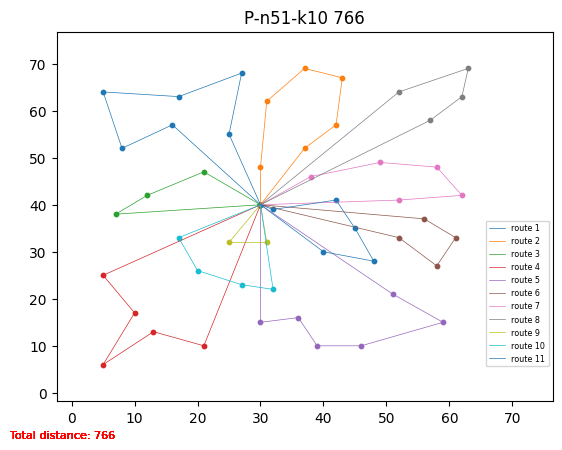 P-n51-k10 766
70
60
50
40
30
20
10
0
route 1
route 2
route 3
route 4
route 5
route 6
route 7
route 8
route 9
route 10
route 11
0 10 20 30 40 50 60 70
Total distance: 766